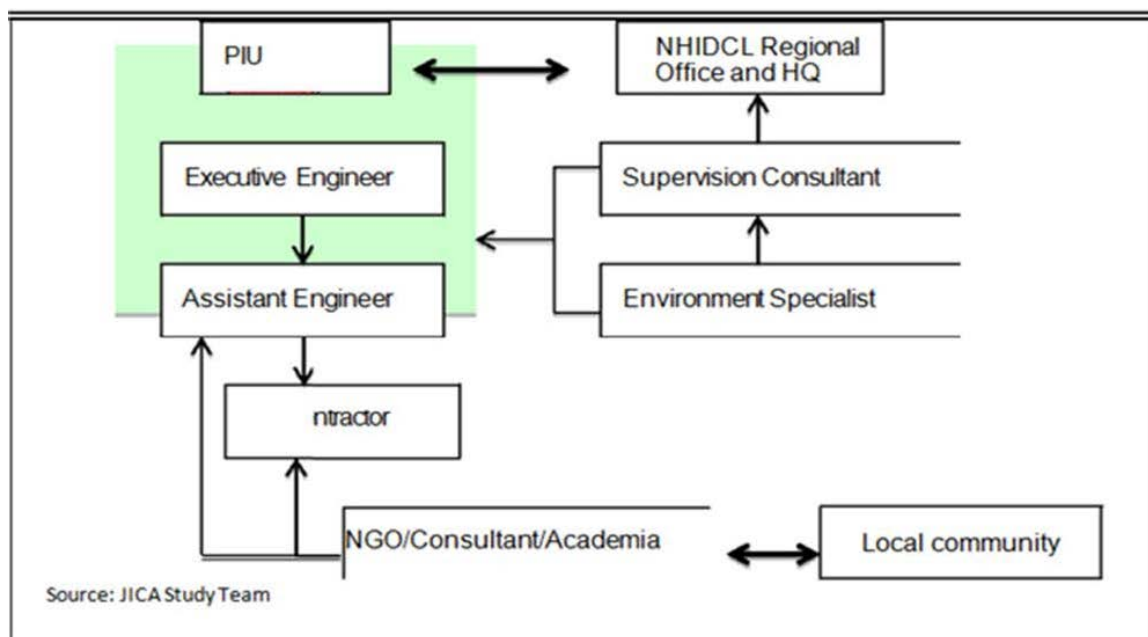 PIU
NHIDCL Regional
Office and HQ
Executive Engineer
Supervision Consultant
Assistant Engineer
Environment Specialist
ntractor
NGO/Consultant/Academia
Local community
Source: JICA Study Team